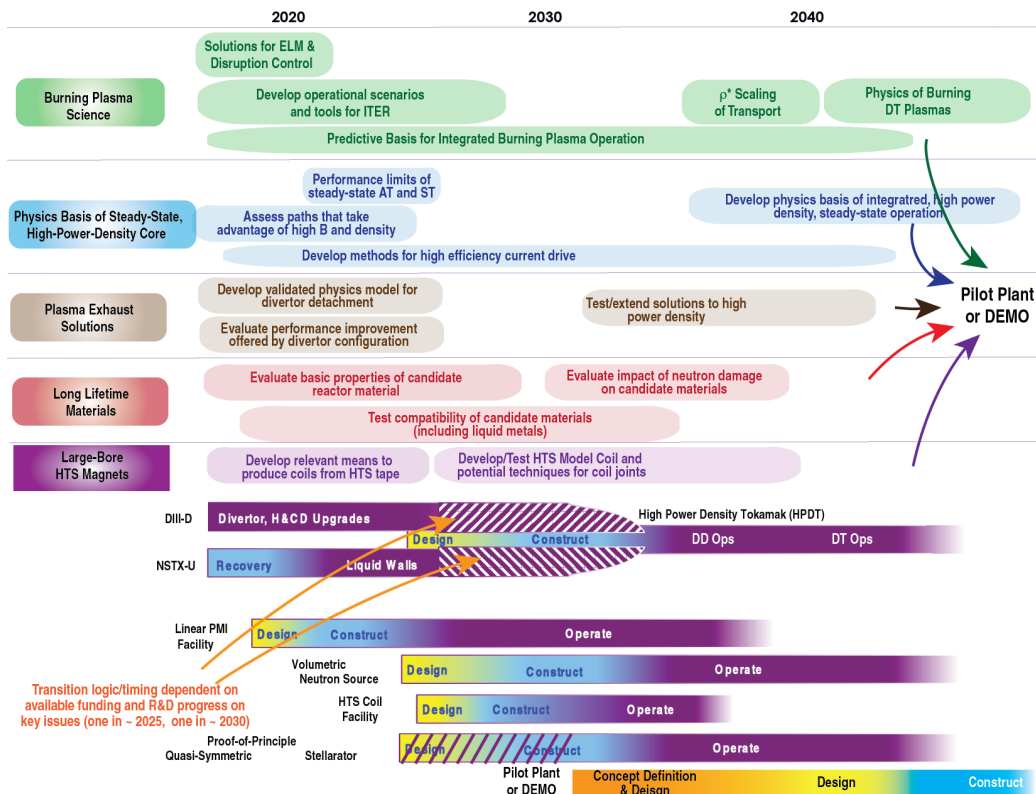 2020 2030 2040
Solutions for ELM &
Disruption Control
Burning Plasma
Science
Develop operational scenarios
and tools for ITER
ρ* Scaling
of Transport
Physics of Burning
DT Plasmas
Predictive Basis for Integrated Burning Plasma Operation
Performance limits of
steady-state AT and ST
Physics Basis of Steady-State,
High-Power-Density Core
Assess paths that take
advantage of high B and density
Develop physics basis of integratred, high power
density, steady-state operation
Develop methods for high efficiency current drive
Plasma Exhaust
Solutions
Develop validated physics model for
divertor detachment
Evaluate performance improvement
offered by divertor configuration
Test/extend solutions to high
power density
Pilot Plant
or DEMO
Long Lifetime
Materials
Evaluate basic properties of candidate
reactor material
Evaluate impact of neutron damage
on candidate materials
Test compatibility of candidate materials
(including liquid metals)
Large-Bore
HTS Magnets
Develop relevant means to
produce coils from HTS tape
Develop/Test HTS Model Coil and
potential techniques for coil joints
DIII-D
Divertor, H&CD Upgrades
High Power Density Tokamak (HPDT)
Design Construct DD Ops DT Ops
NSTX-U
Recovery Liquid Walls
Linear PMI
Facility
Design Construct Operate
Volumetric
Neutron Source
Design Construct Operate
Transition logic/timing dependent on
available funding and R&D progress on
key issues (one in ~ 2025, one in ~ 2030)
HTS Coil
Facility
Design Construct Operate
Proof-of-Principle
Quasi-Symmetric Stellarator
Design Construct Operate
Pilot Plant
or DEMO
Concept Definition
& Deisgn
Design Construct